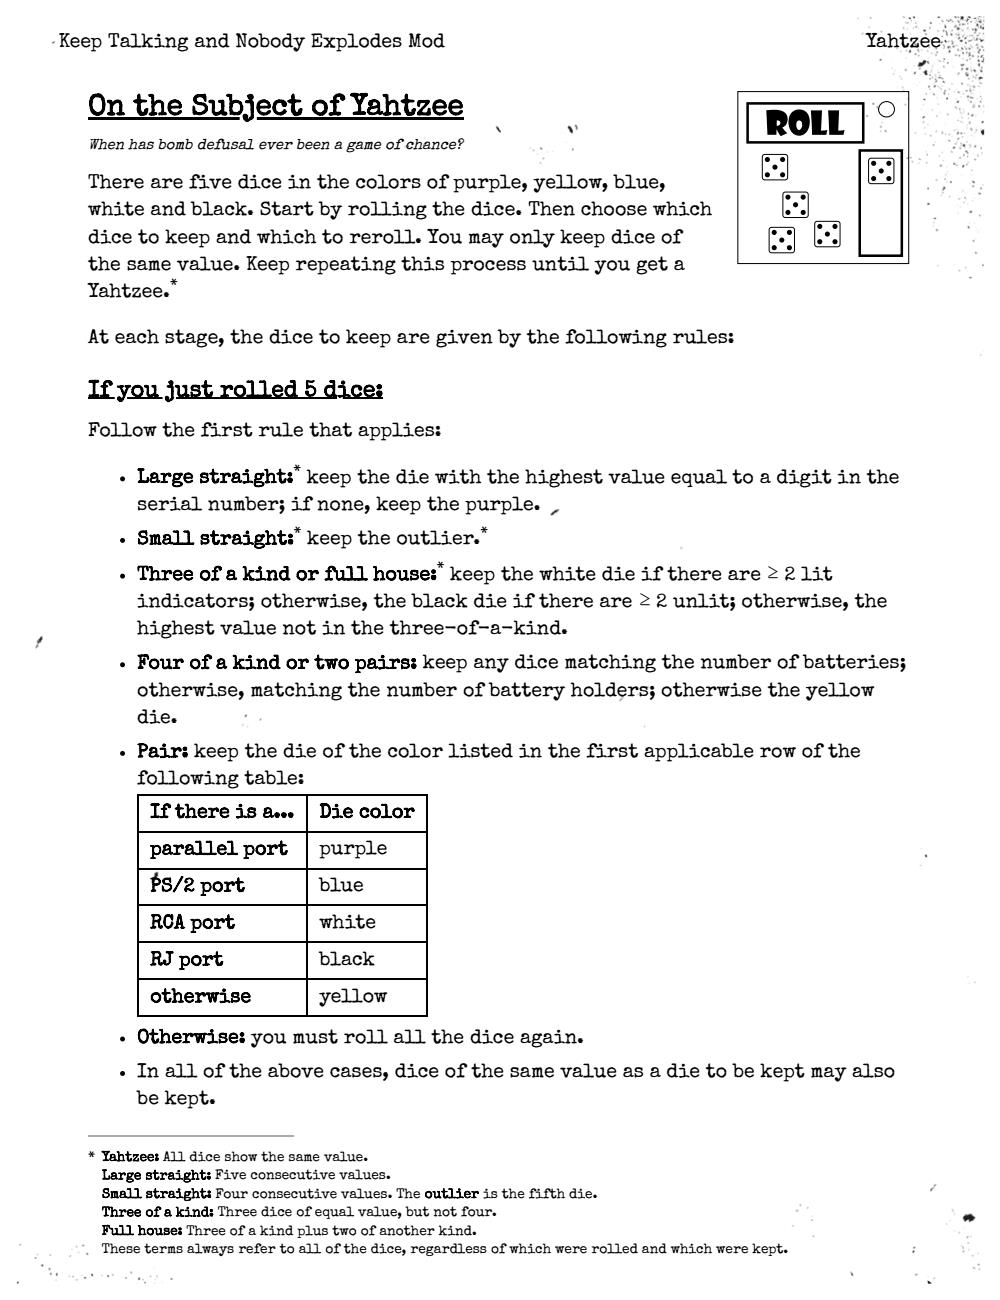 Keep Talking and Nobody Explodes Mod
Yahtzee
On the Subject of Yahtzee
When has bomb defusal ever been a game of chance?
ROLL
There are five dice in the colors of purple, yellow, blue,
white and black. Start by rolling the dice. Then choose which
dice to keep and which to reroll. You may only keep dice of
the same value. Keep repeating this process until you get a
Yahtzee.*
At each stage, the dice to keep are given by the following rules:
If you just rolled 5 dice:
Follow the first rule that applies:
• Large straight:* keep the die with the highest value equal to a digit in the
serial number; if none, keep the purple.
• Small straight:* keep the outlier.*
• Three of a kind or full house:* keep the white die if there are ≥ 2 lit
indicators; otherwise, the black die if there are ≥ 2 unlit; otherwise, the
highest value not in the three-of-a-kind.
• Four of a kind or two pairs: keep any dice matching the number of batteries;
otherwise, matching the number of battery holders; otherwise the yellow
die.
• Pair: keep the die of the color listed in the first applicable row of the
following table:
If there is a... Die color
parallel port purple
PS/2 port blue
RCA port white
RJ port black
otherwise yellow
• Otherwise: you must roll all the dice again.
• In all of the above cases, dice of the same value as a die to be kept may also
be kept.
* Yahtzee: All dice show the same value.
Large straight: Five consecutive values.
Small straight: Four consecutive values. The outlier is the fifth die.
Three of a kind: Three dice of equal value, but not four.
Full house: Three of a kind plus two of another kind.
These terms always refer to all of the dice, regardless of which were rolled and which were kept.